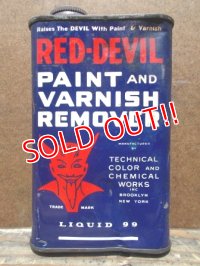 Raises The DEVIL With Paint & Varnish
RED-DEVIL
PAINT AND
VARNISH
REMOVER
SOLD OUT!!
MANUFACTURED
BY
TECHNICAL
COLOR AND
CHEMICAL
WORKS
INC
BROOKLYN
NEW YORK
TRADE MARK
LIQUID 99